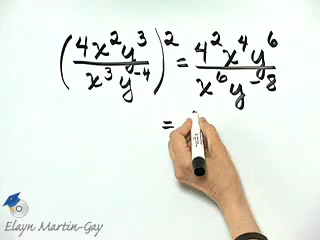 (4x²y³ / x³y⁻⁴)² = 4²x⁴y⁶ / x⁶y⁻⁸
=
Elayn Martin-Gay